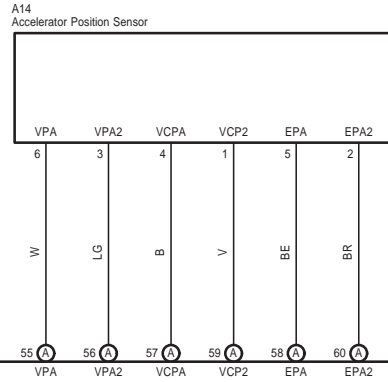 A14
Accelerator Position Sensor
VPA VPA2 VCPA VCP2 EPA EPA2
6 3 4 1 5 2
W LG B V BE BR
55 A 56 A 57 A 59 A 58 A 60 A
VPA VPA2 VCPA VCP2 EPA EPA2